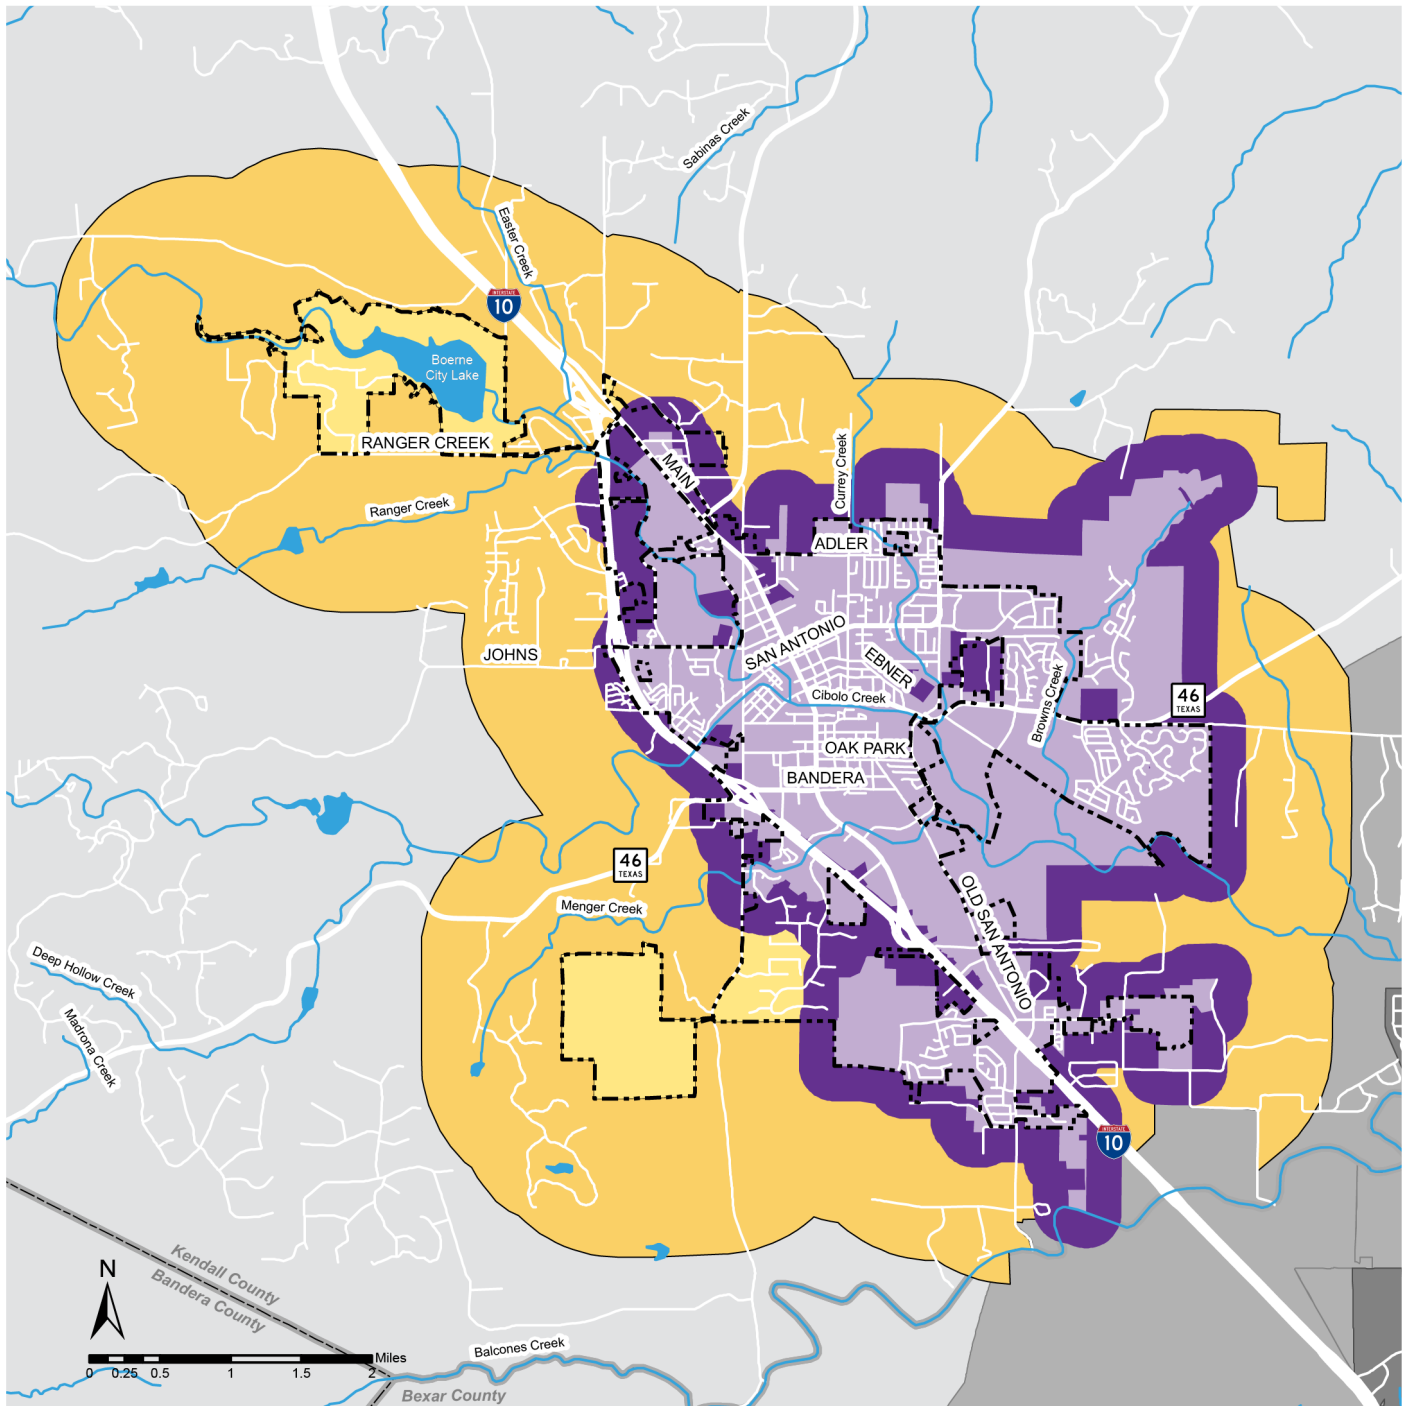 Sabinas Creek
Easter Creek
INTERSTATE
10
Boerne
City Lake
RANGER CREEK
MAIN
Currey Creek
Ranger Creek
ADLER
JOHNS
SAN ANTONIO
EBNER
Cibolo Creek
Browns Creek
46
TEXAS
OAK PARK
BANDERA
46
TEXAS
OLD SAN ANTONIO
Menger Creek
Deep Hollow Creek
Madrona Creek
INTERSTATE
10
Kendall County
Bandera County
N
Miles
0 0.25 0.5 1 1.5 2
Balcones Creek
Bexar County